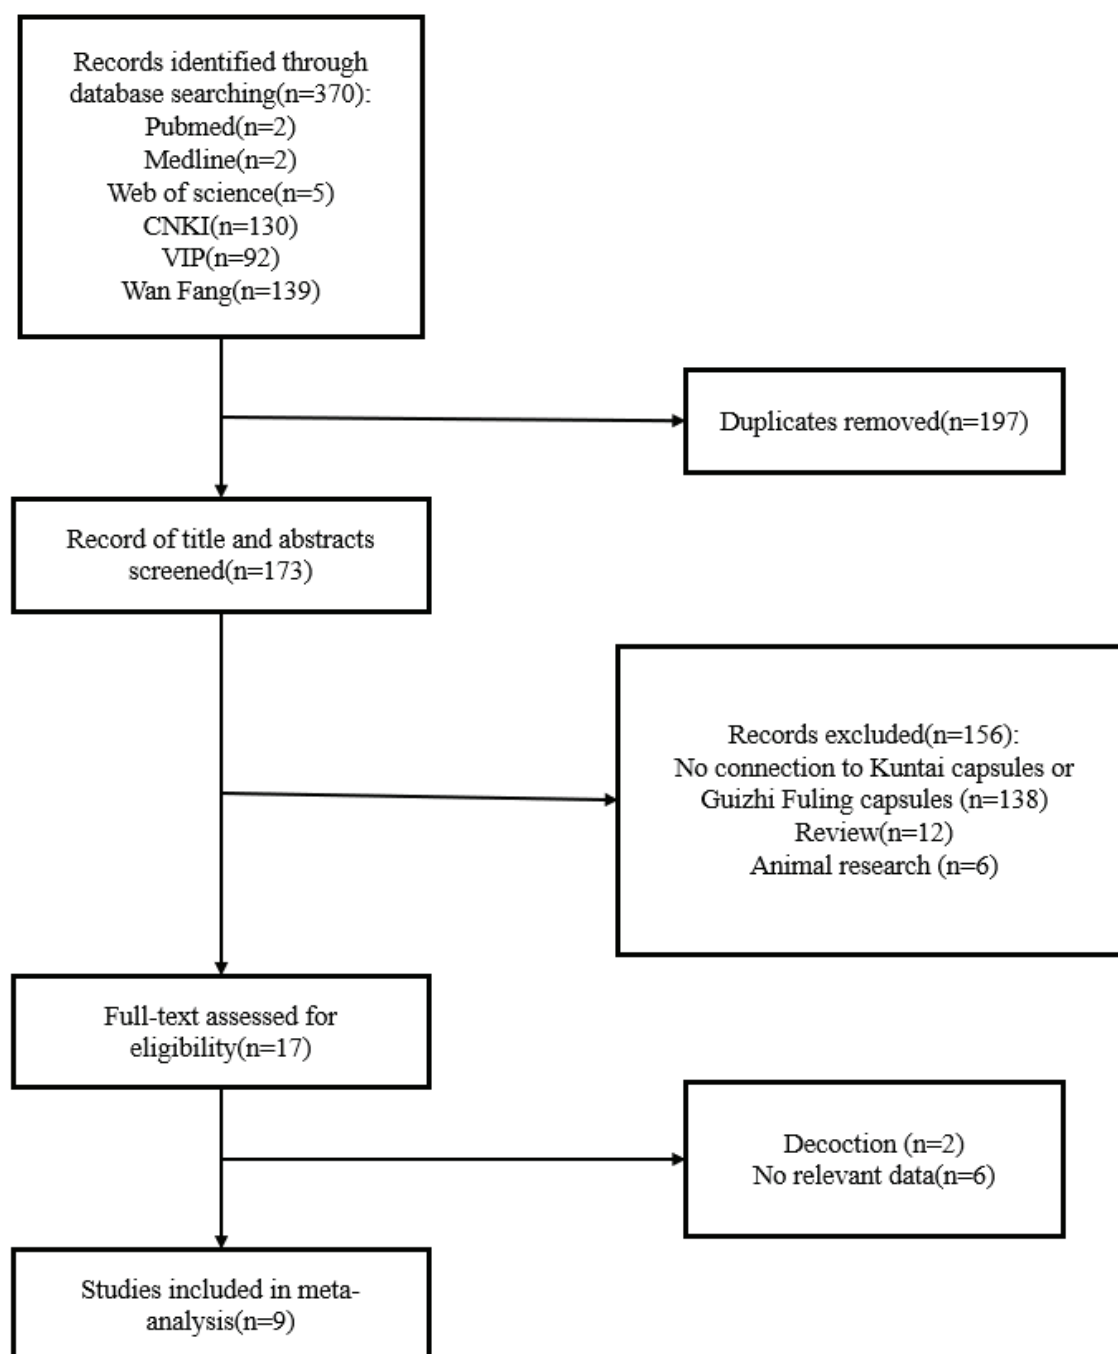 Records identified through
database searching(n=370):
Pubmed(n=2)
Medline(n=2)
Web of science(n=5)
CNKI(n=130)
VIP(n=92)
Wan Fang(n=139)
Duplicates removed(n=197)
Record of title and abstracts
screened(n=173)
Records excluded(n=156):
No connection to Kuntai capsules or
Guizhi Fuling capsules (n=138)
Review(n=12)
Animal research (n=6)
Full-text assessed for
eligibility(n=17)
Decoction (n=2)
No relevant data(n=6)
Studies included in meta-
analysis(n=9)